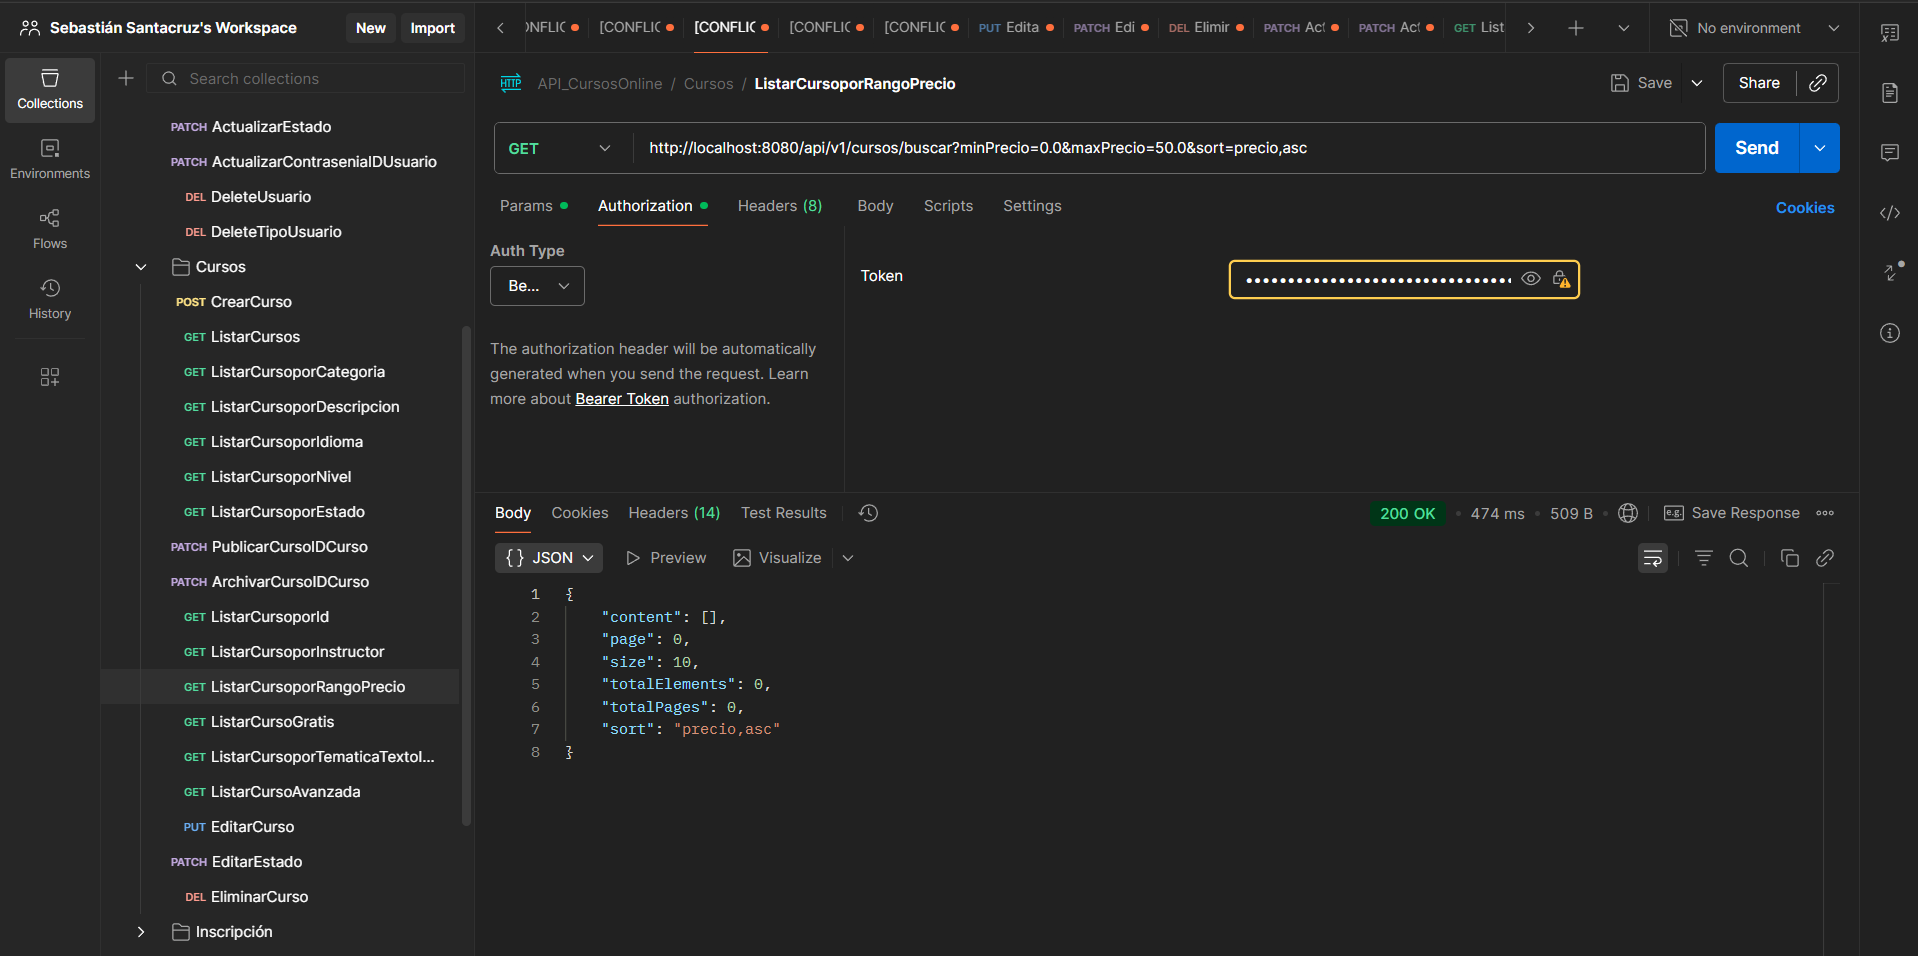 Sebastián Santacruz's Workspace
New
Import
[CONFLIC
[CONFLIC
[CONFLIC
[CONFLIC
PUT Edita
PATCH Edi
DEL Elimir
PATCH Act
PATCH Act
GET List
No environment
Collections
Environments
Flows
History
Search collections
PATCH ActualizarEstado
PATCH ActualizarContraseniaIDUsuario
DEL DeleteUsuario
DEL DeleteTipoUsuario
Cursos
POST CrearCurso
GET ListarCursos
GET ListarCursoporCategoria
GET ListarCursoporDescripcion
GET ListarCursoporIdioma
GET ListarCursoporNivel
GET ListarCursoporEstado
PATCH PublicarCursoIDCurso
PATCH ArchivarCursoIDCurso
GET ListarCursoporId
GET ListarCursoporInstructor
GET ListarCursoporRangoPrecio
GET ListarCursoGratis
GET ListarCursoporTematicaTextoI...
GET ListarCursoAvanzada
PUT EditarCurso
PATCH EditarEstado
DEL EliminarCurso
Inscripción
HTTP API_CursosOnline / Cursos / ListarCursoporRangoPrecio
Save
Share
GET
http://localhost:8080/api/v1/cursos/buscar?minPrecio=0.0&maxPrecio=50.0&sort=precio,asc
Send
Params
Authorization
Headers (8)
Body
Scripts
Settings
Cookies
Auth Type
Be...
The authorization header will be automatically
generated when you send the request. Learn
more about Bearer Token authorization.
Token
Body
Cookies
Headers (14)
Test Results
200 OK
474 ms
509 B
e.g. Save Response
{} JSON
Preview
Visualize
1 {
2 "content": [],
3 "page": 0,
4 "size": 10,
5 "totalElements": 0,
6 "totalPages": 0,
7 "sort": "precio,asc"
8 }